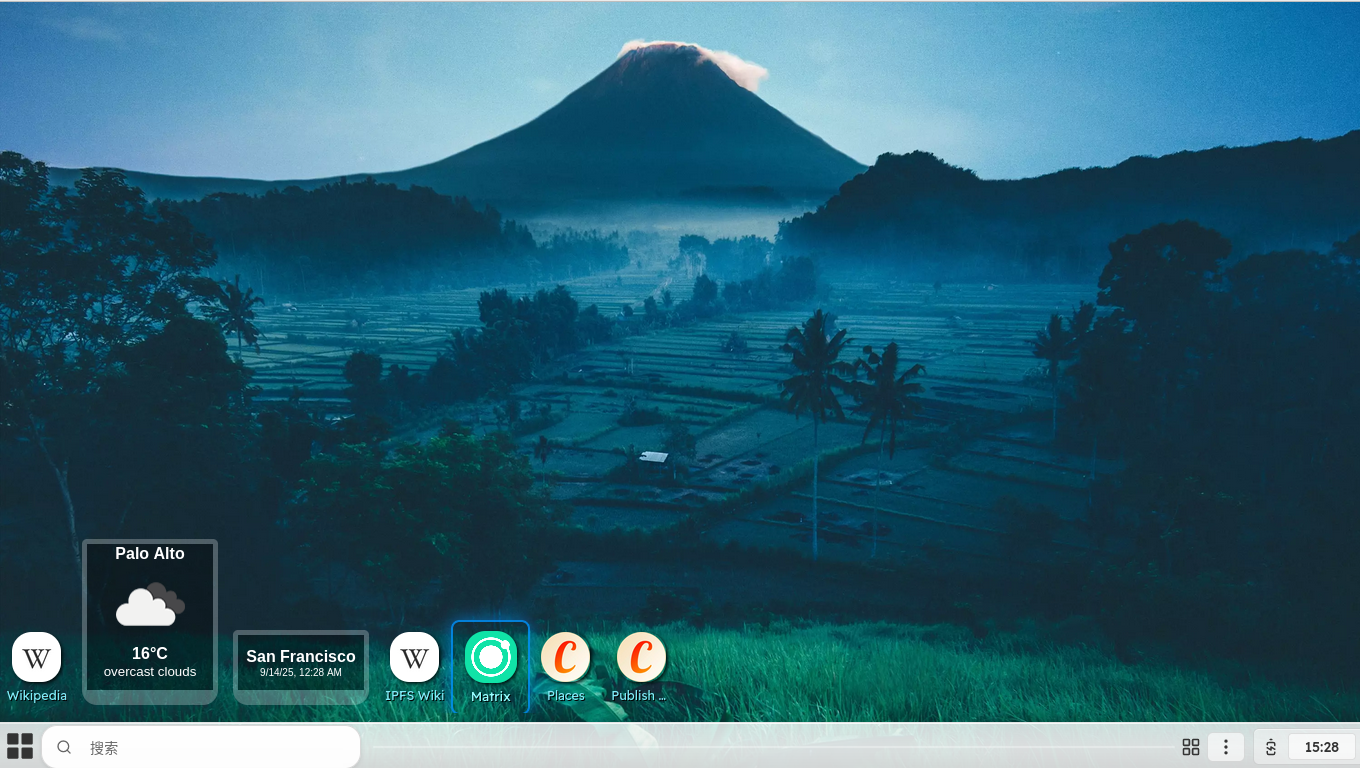 Palo Alto
16°C
overcast clouds
San Francisco
9/14/25, 12:28 AM
W
Wikipedia
W
IPFS Wiki
Matrix
C
Places
C
Publish ...
搜索
15:28